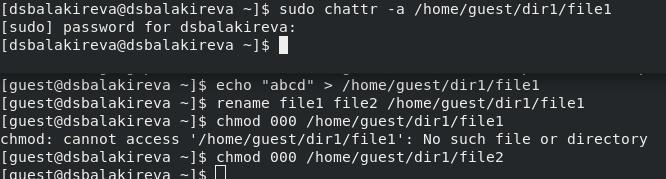 [dsbalakireva@dsbalakireva ~]$ sudo chattr -a /home/guest/dir1/file1
[sudo] password for dsbalakireva:
[dsbalakireva@dsbalakireva ~]$
[guest@dsbalakireva ~]$ echo "abcd" > /home/guest/dir1/file1
[guest@dsbalakireva ~]$ rename file1 file2 /home/guest/dir1/file1
[guest@dsbalakireva ~]$ chmod 000 /home/guest/dir1/file1
chmod: cannot access '/home/guest/dir1/file1': No such file or directory
[guest@dsbalakireva ~]$ chmod 000 /home/guest/dir1/file2
[guest@dsbalakireva ~]$